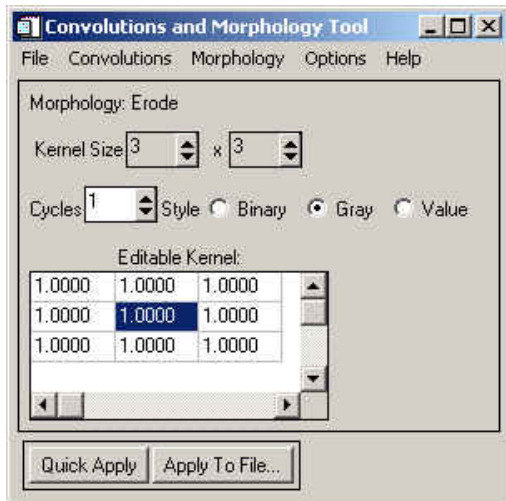 Convolutions and Morphology Tool
File Convolutions Morphology Options Help
Morphology: Erode
Kernel Size 3 x 3
Cycles 1 Style Binary Gray Value
Editable Kernel:
1.0000 1.0000 1.0000
1.0000 1.0000 1.0000
1.0000 1.0000 1.0000
Quick Apply Apply To File...